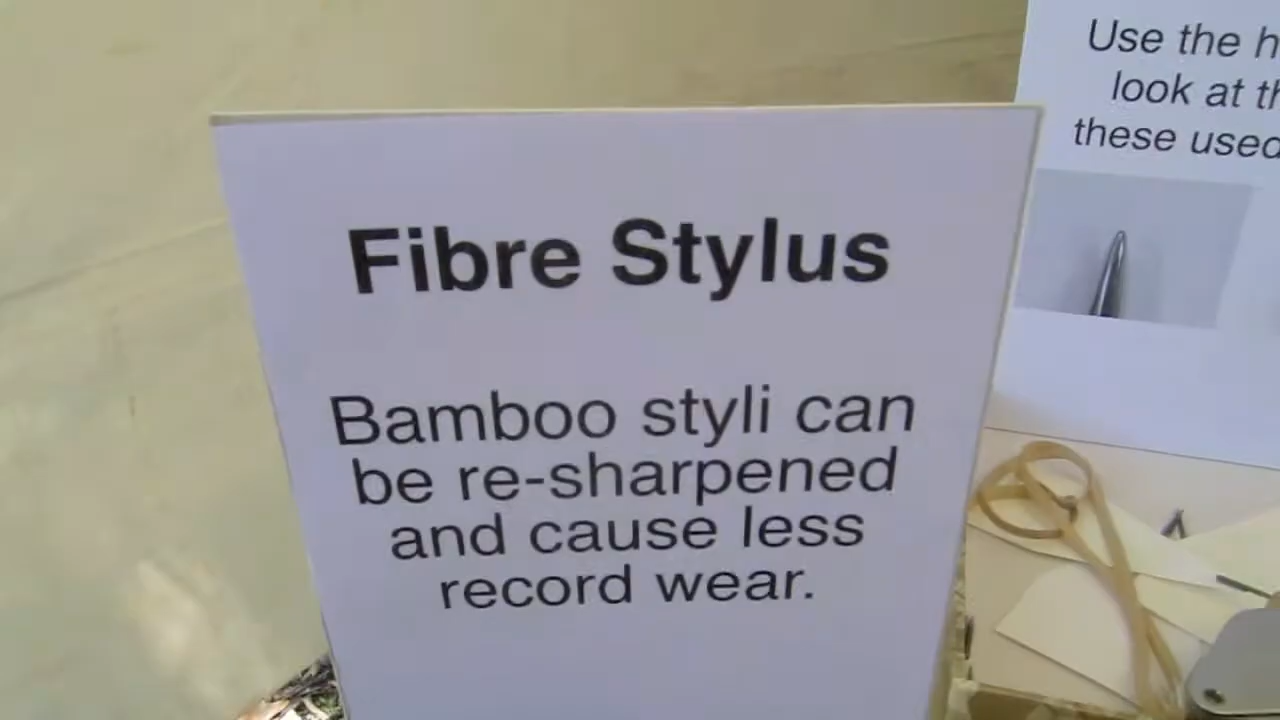 Fibre Stylus
Bamboo styli can
be re-sharpened
and cause less
record wear.
Use the
look at
these used